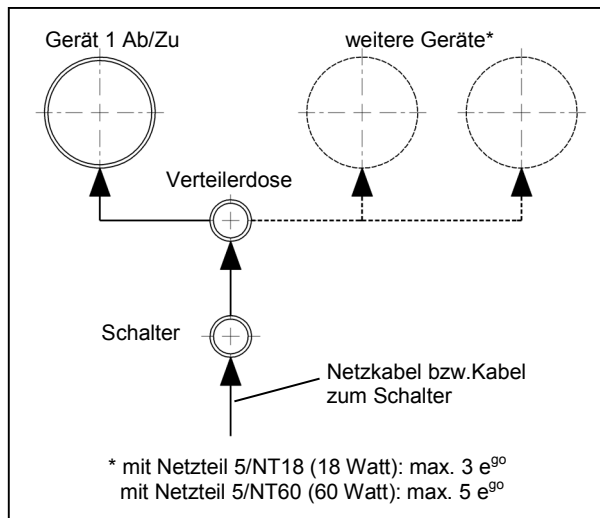 Gerät 1 Ab/Zu
weitere Geräte*
Verteilerdose
Schalter
Netzkabel bzw.Kabel
zum Schalter
* mit Netzteil 5/NT18 (18 Watt): max. 3 e^go
mit Netzteil 5/NT60 (60 Watt): max. 5 e^go